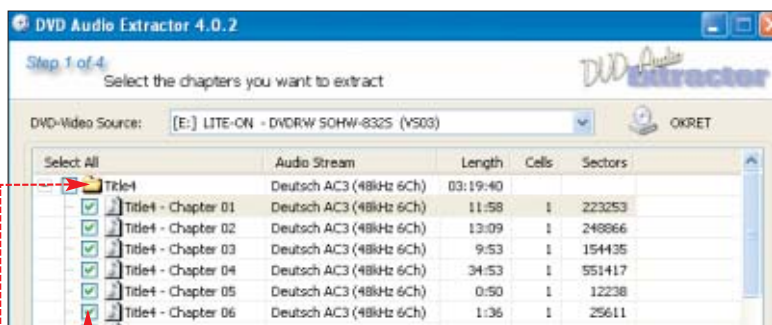 DVD Audio Extractor 4.0.2
Step 1 of 4
Select the chapters you want to extract
DVD Audio Extractor
DVD-Video Source: [E:] LITE-ON - DVDRW SOHW-832S (VS03) OKRET
Select All Audio Stream Length Cells Sectors
Title4 Deutsch AC3 (48kHz 6Ch) 03:19:40
Title4 - Chapter 01 Deutsch AC3 (48kHz 6Ch) 11:58 1 223253
Title4 - Chapter 02 Deutsch AC3 (48kHz 6Ch) 13:09 1 248866
Title4 - Chapter 03 Deutsch AC3 (48kHz 6Ch) 9:53 1 154435
Title4 - Chapter 04 Deutsch AC3 (48kHz 6Ch) 34:53 1 551417
Title4 - Chapter 05 Deutsch AC3 (48kHz 6Ch) 0:50 1 12238
Title4 - Chapter 06 Deutsch AC3 (48kHz 6Ch) 1:36 1 25611